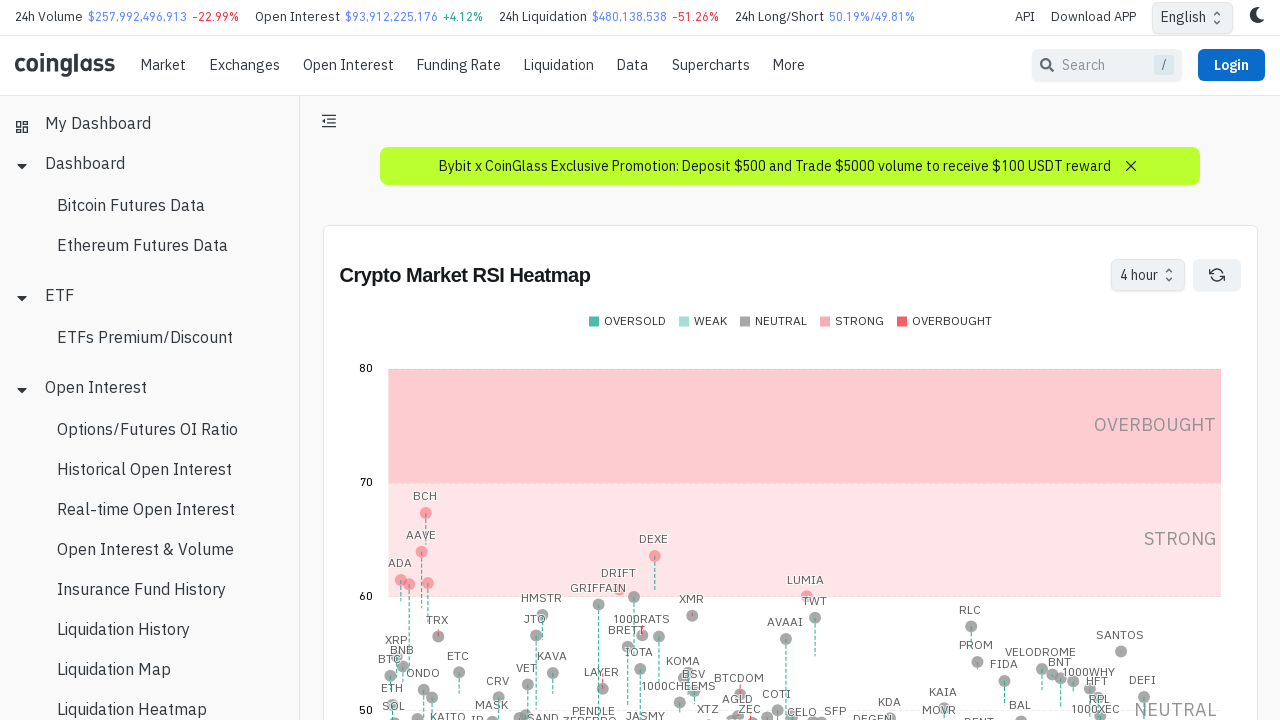 24h Volume $257,992,496,913 -22.99% Open Interest $93,912,225,176 +4.12% 24h Liquidation $480,138,538 -51.26% 24h Long/Short 50.19%/49.81% API Download APP English
coinglass Market Exchanges Open Interest Funding Rate Liquidation Data Supercharts More Search / Login
My Dashboard
Dashboard
Bitcoin Futures Data
Ethereum Futures Data
ETF
ETFs Premium/Discount
Open Interest
Options/Futures OI Ratio
Historical Open Interest
Real-time Open Interest
Open Interest & Volume
Insurance Fund History
Liquidation History
Liquidation Map
Liquidation Heatmap
Bybit x CoinGlass Exclusive Promotion: Deposit $500 and Trade $5000 volume to receive $100 USDT reward
Crypto Market RSI Heatmap 4 hour
OVERSOLD WEAK NEUTRAL STRONG OVERBOUGHT
80
OVERBOUGHT
70
BCH
AAVE DEXE STRONG
ADA DRIFT LUMIA
GRIFFAIN
60
HMSTR XMR TWT
RLC
TRX JTO 1000RATS AVAAI
BRETT SANTOS
XRP PROM
BNB IOTA VELODROME
BTC ETC KAVA KOMA FIDA BNT
ONDO VET LAYER BSV 1000WHY
CRV BTCDOM HFT DEFI
ETH 1000CHEEMS COTI KAIA
SOL MASK AGLD KDA RPL
50 PENDLE XTZ ZEC CELO SFP MOVR BAL 1000XEC NEUTRAL
KAITO SAND JASMY DEGEN